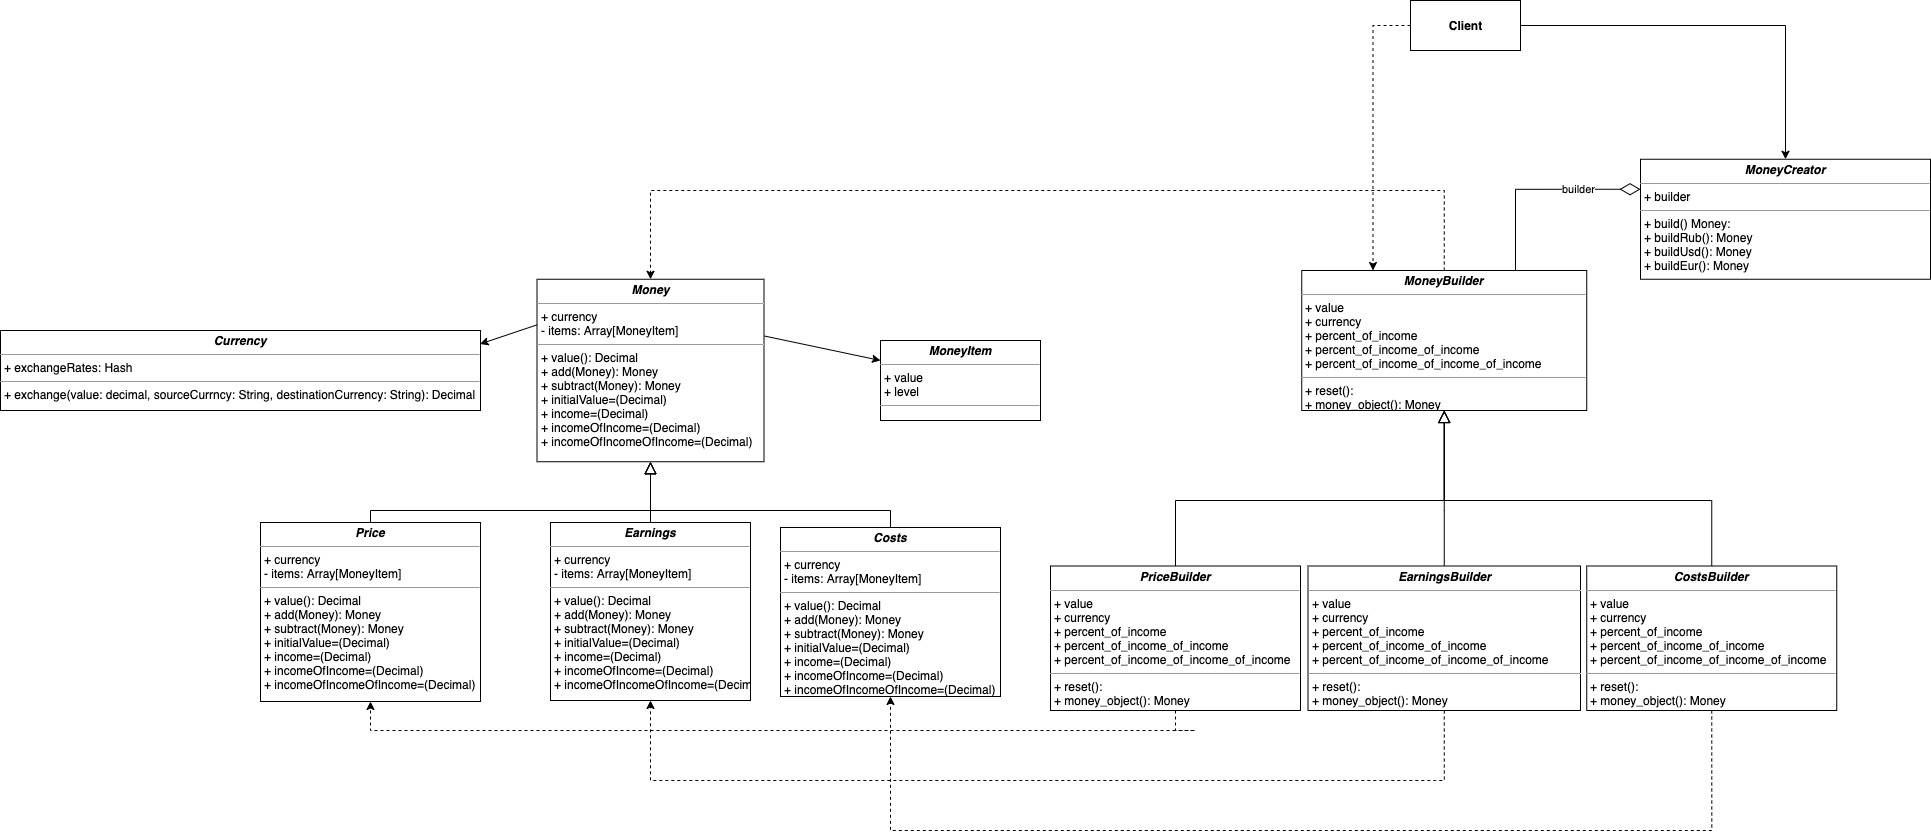 Client
MoneyCreator
+ builder
+ build() Money:
+ buildRub(): Money
+ buildUsd(): Money
+ buildEur(): Money
builder
MoneyBuilder
+ value
+ currency
+ percent_of_income
+ percent_of_income_of_income
+ percent_of_income_of_income_of_income
+ reset():
+ money_object(): Money
Money
+ currency
- items: Array[MoneyItem]
+ value(): Decimal
+ add(Money): Money
+ subtract(Money): Money
+ initialValue=(Decimal)
+ income=(Decimal)
+ incomeOfIncome=(Decimal)
+ incomeOfIncomeOfIncome=(Decimal)
Currency
+ exchangeRates: Hash
+ exchange(value: decimal, sourceCurrncy: String, destinationCurrency: String): Decimal
MoneyItem
+ value
+ level
Price
+ currency
- items: Array[MoneyItem]
+ value(): Decimal
+ add(Money): Money
+ subtract(Money): Money
+ initialValue=(Decimal)
+ income=(Decimal)
+ incomeOfIncome=(Decimal)
+ incomeOfIncomeOfIncome=(Decimal)
Earnings
+ currency
- items: Array[MoneyItem]
+ value(): Decimal
+ add(Money): Money
+ subtract(Money): Money
+ initialValue=(Decimal)
+ income=(Decimal)
+ incomeOfIncome=(Decimal)
+ incomeOfIncomeOfIncome=(Decim
Costs
+ currency
- items: Array[MoneyItem]
+ value(): Decimal
+ add(Money): Money
+ subtract(Money): Money
+ initialValue=(Decimal)
+ income=(Decimal)
+ incomeOfIncome=(Decimal)
+ incomeOfIncomeOfIncome=(Decimal)
PriceBuilder
+ value
+ currency
+ percent_of_income
+ percent_of_income_of_income
+ percent_of_income_of_income_of_income
+ reset():
+ money_object(): Money
EarningsBuilder
+ value
+ currency
+ percent_of_income
+ percent_of_income_of_income
+ percent_of_income_of_income_of_income
+ reset():
+ money_object(): Money
CostsBuilder
+ value
+ currency
+ percent_of_income
+ percent_of_income_of_income
+ percent_of_income_of_income_of_income
+ reset():
+ money_object(): Money